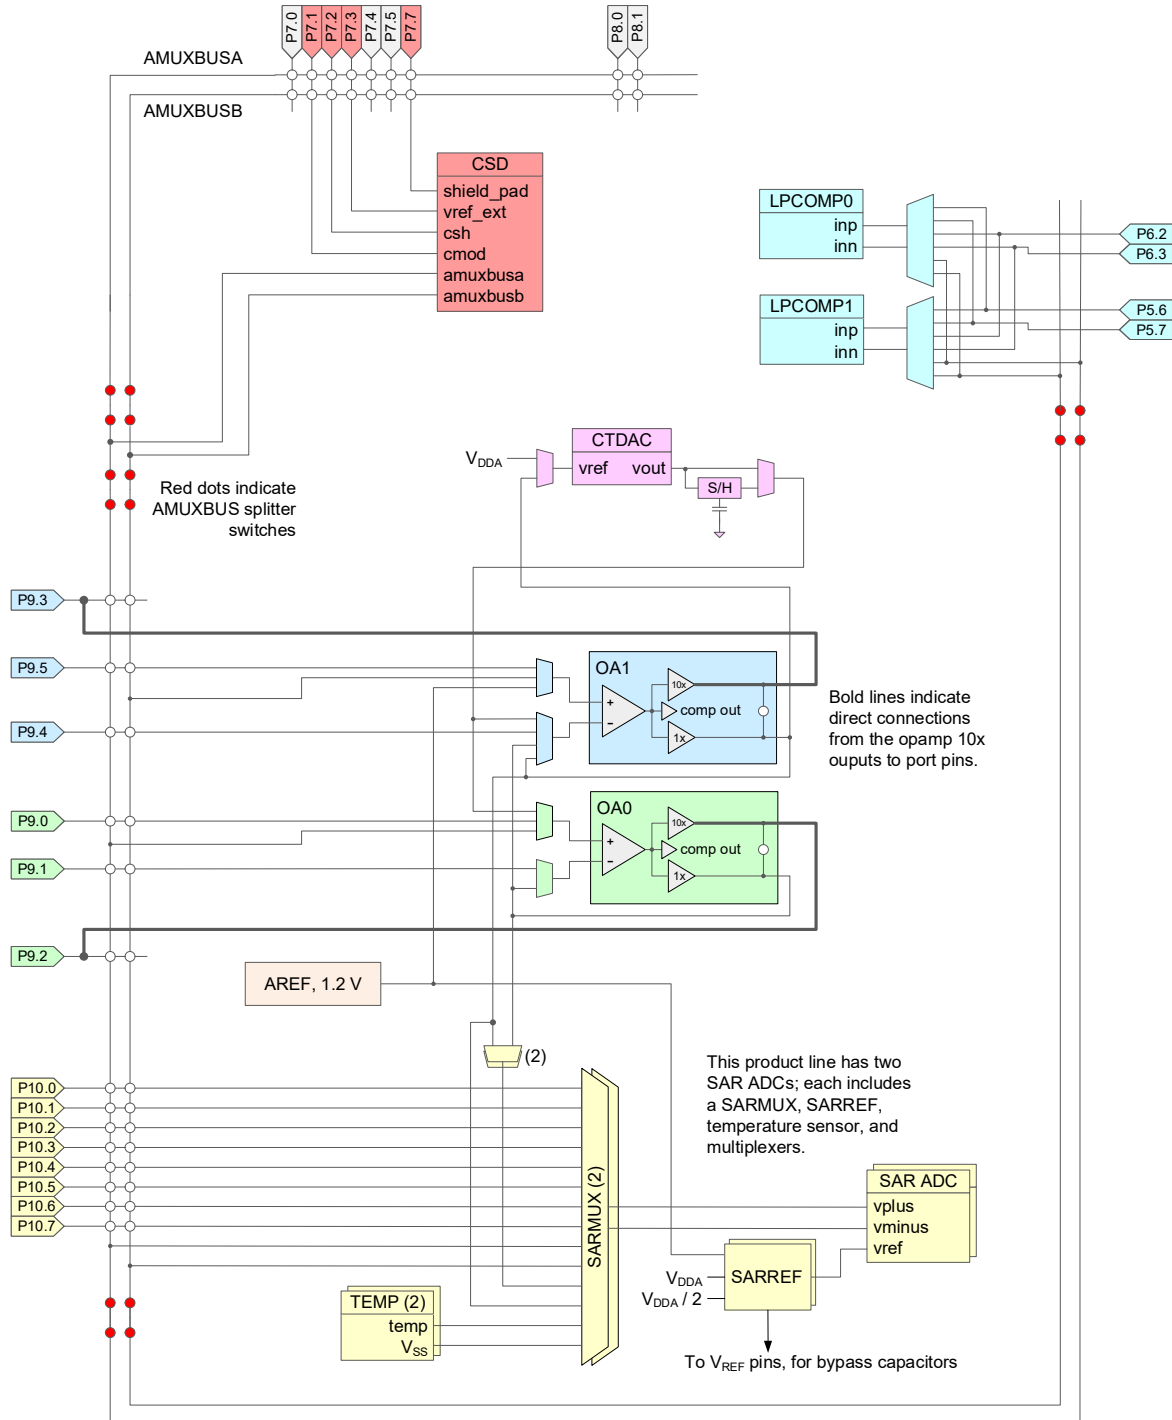 P7.0
P7.1
P7.2
P7.3
P7.4
P7.5
P7.7
P8.0
P8.1
AMUXBUSA
AMUXBUSB
CSD
shield_pad
vref_ext
csh
cmod
amuxbusa
amuxbusb
LPCOMP0
inp
inn
P6.2
P6.3
LPCOMP1
inp
inn
P5.6
P5.7
CTDAC
VDDA
vref vout
S/H
Red dots indicate
AMUXBUS splitter
switches
P9.3
P9.5
P9.4
OA1
+
−
10x
comp out
1x
Bold lines indicate
direct connections
from the opamp 10x
ouputs to port pins.
P9.0
P9.1
OA0
+
−
10x
comp out
1x
P9.2
AREF, 1.2 V
(2)
This product line has two
SAR ADCs; each includes
a SARMUX, SARREF,
temperature sensor, and
multiplexers.
P10.0
P10.1
P10.2
P10.3
P10.4
P10.5
P10.6
P10.7
SARMUX (2)
SAR ADC
vplus
vminus
vref
SARREF
VDDA
VDDA / 2
TEMP (2)
temp
VSS
To VREF pins, for bypass capacitors